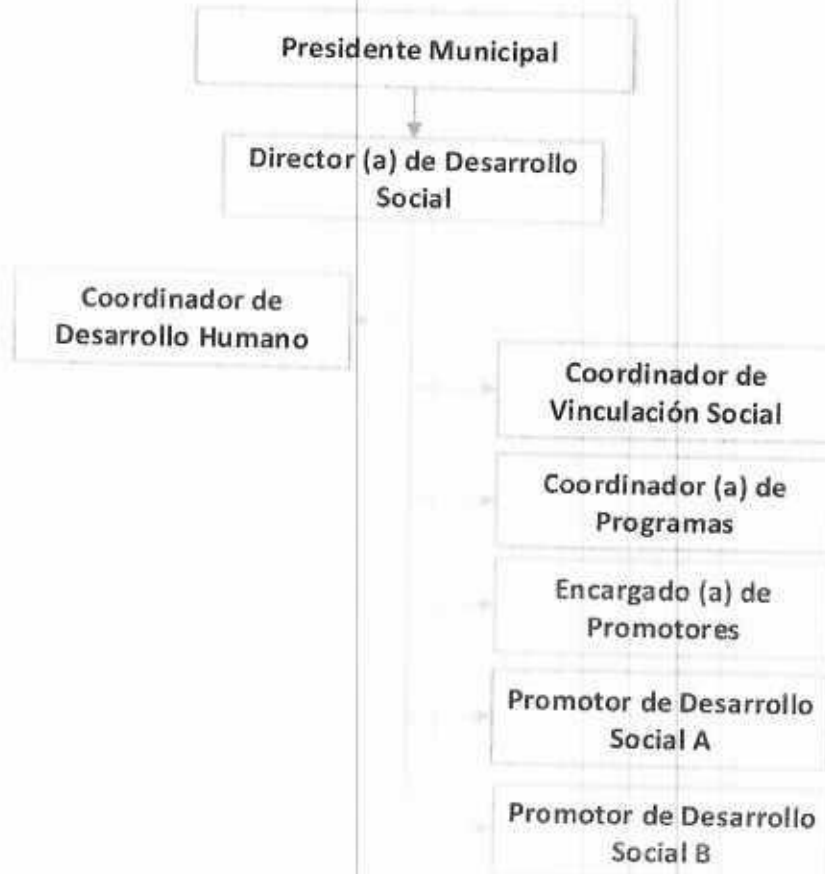 Presidente Municipal
Director (a) de Desarrollo
Social
Coordinador de
Desarrollo Humano
Coordinador de
Vinculación Social
Coordinador (a) de
Programas
Encargado (a) de
Promotores
Promotor de Desarrollo
Social A
Promotor de Desarrollo
Social B